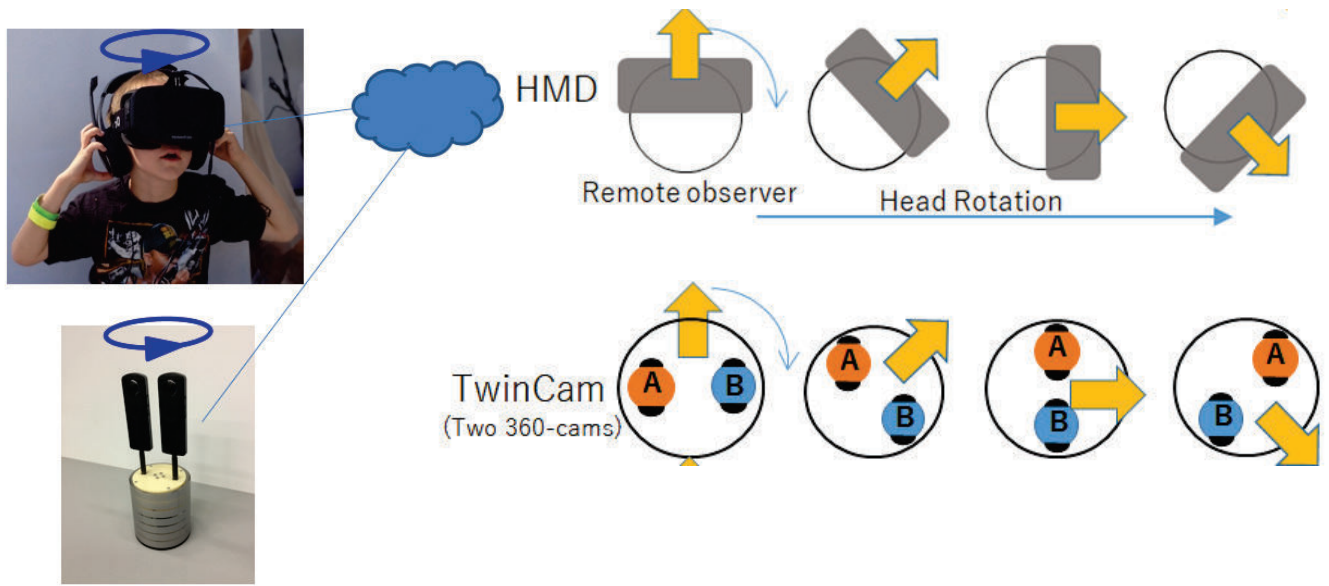 HMD
Remote observer
Head Rotation
TwinCam
(Two 360-cams)
A
B
A
B
A
B
A
B